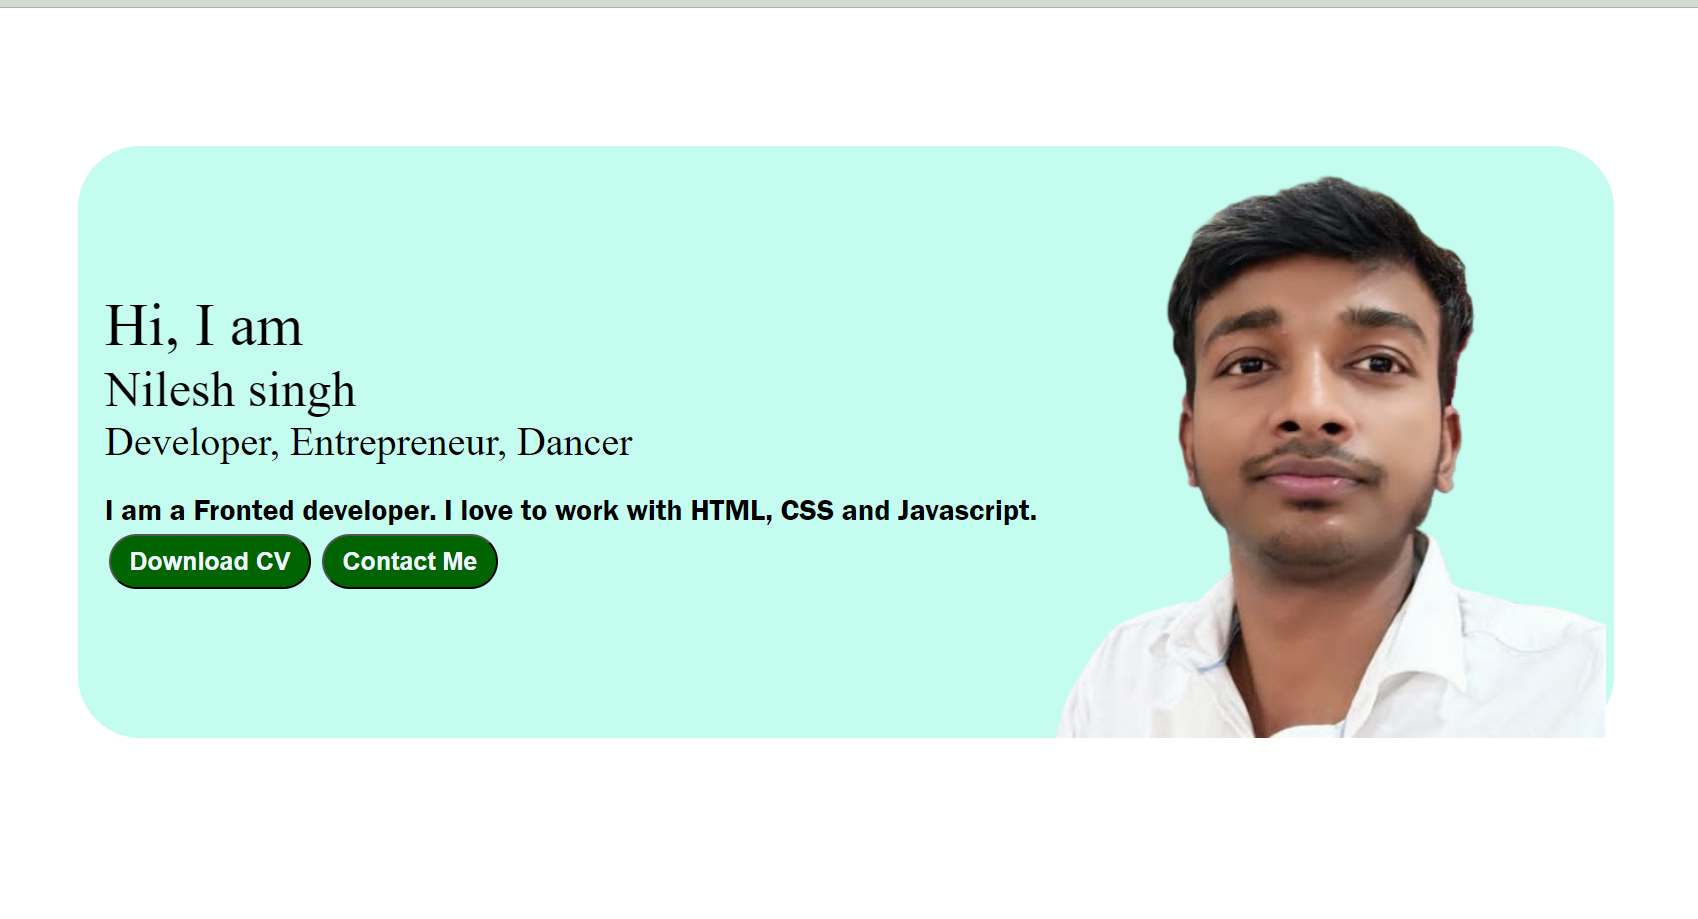 Hi, I am
Nilesh singh
Developer, Entrepreneur, Dancer
I am a Fronted developer. I love to work with HTML, CSS and Javascript.
Download CV Contact Me